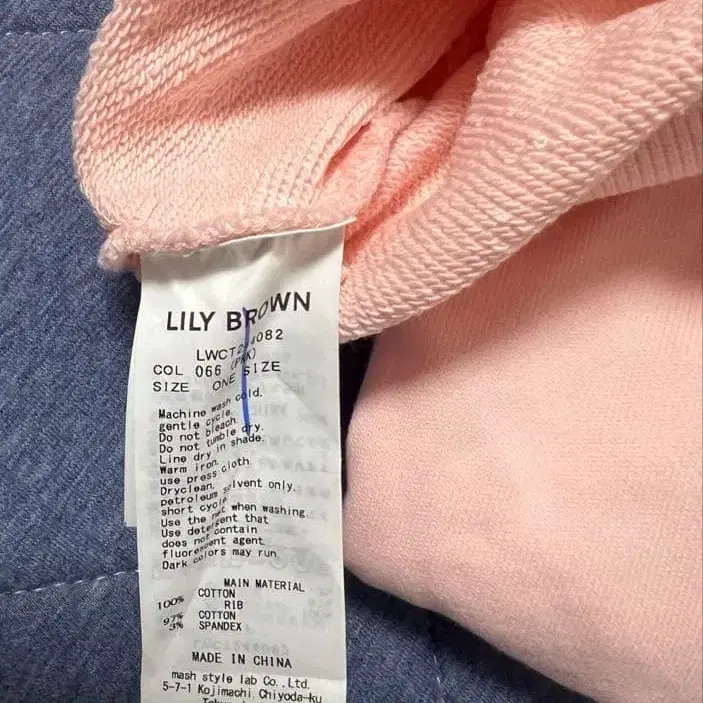 LILY BROWN
LWCT2 4082
COL 066 (PNK)
SIZE ONE SIZE
Machine wash cold.
gentle cycle.
Do not bleach.
Do not tumble dry.
Line dry in shade.
Warm iron.
use press cloth.
Dryclean.
petroleum solvent only.
short cycle.
Use the net when washing.
Use detergent that
does not contain
fluorescent agent.
Dark colors may run.
MAIN MATERIAL
100% COTTON
RIB
97% COTTON
3% SPANDEX
MADE IN CHINA
mash style lab Co.,Ltd.
5-7-1 Kojimachi Chiyoda-ku